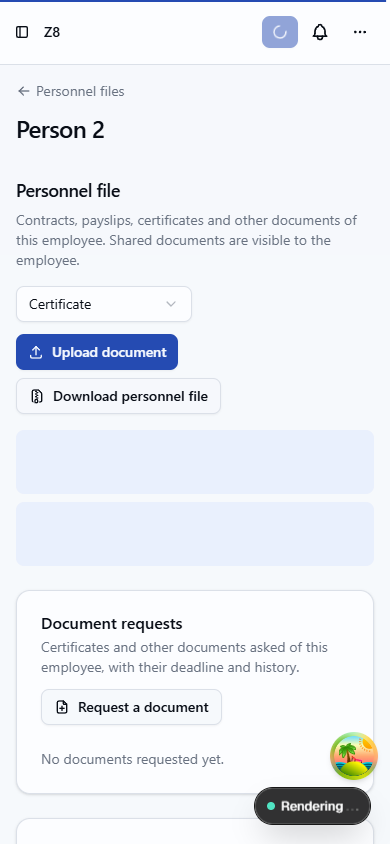 Z8
Personnel files
Person 2
Personnel file
Contracts, payslips, certificates and other documents of
this employee. Shared documents are visible to the
employee.
Certificate
Upload document
Download personnel file
Document requests
Certificates and other documents asked of this
employee, with their deadline and history.
Request a document
No documents requested yet.
Rendering ...